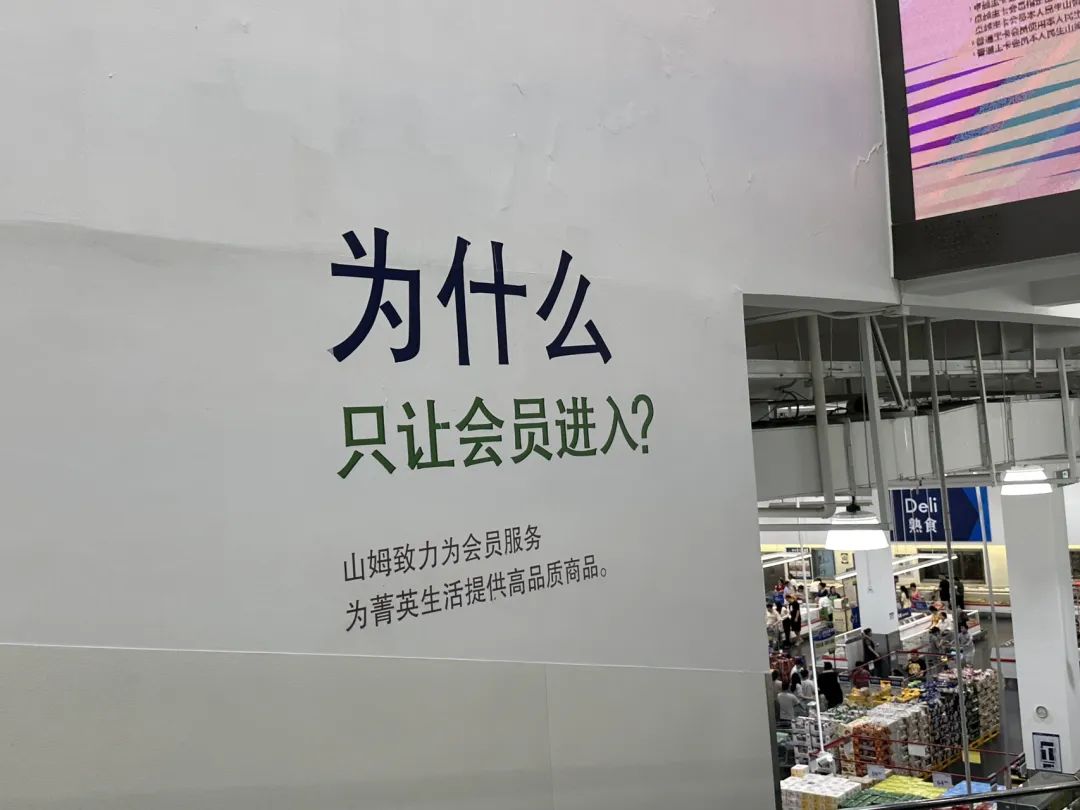 为什么
只让会员进入?
山姆致力为会员服务
为菁英生活提供高品质商品。
Deli
熟食